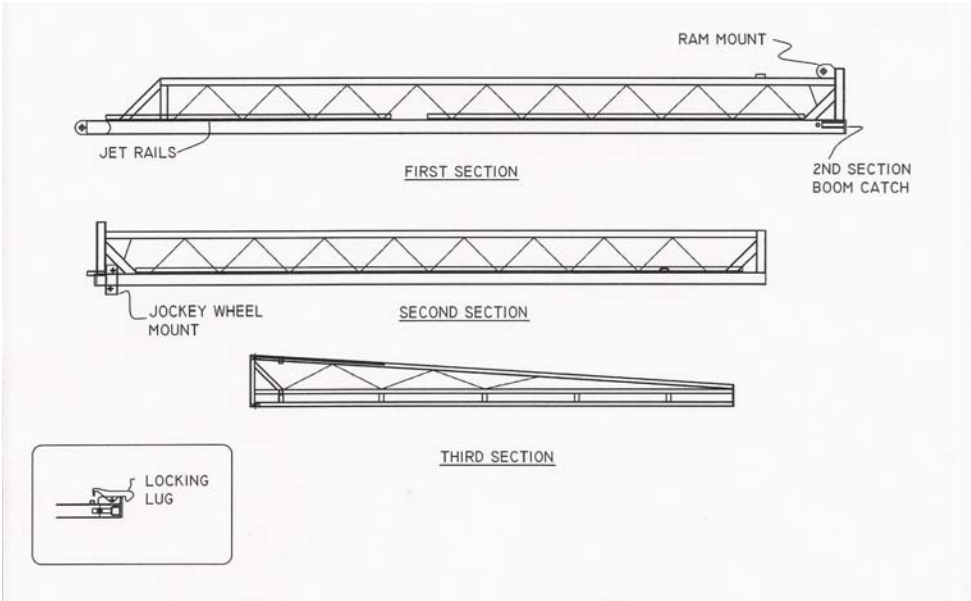 RAM MOUNT
JET RAILS
FIRST SECTION
2ND SECTION
BOOM CATCH
JOCKEY WHEEL
MOUNT
SECOND SECTION
THIRD SECTION
LOCKING
LUG